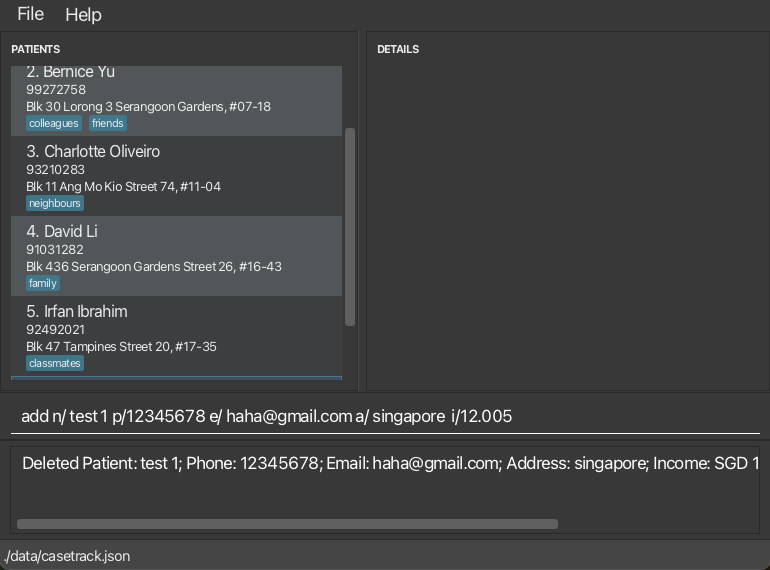 File Help
PATIENTS
2. Bernice Yu
99272758
Blk 30 Lorong 3 Serangoon Gardens, #07-18
colleagues friends
3. Charlotte Oliveiro
93210283
Blk 11 Ang Mo Kio Street 74, #11-04
neighbours
4. David Li
91031282
Blk 436 Serangoon Gardens Street 26, #16-43
family
5. Irfan Ibrahim
92492021
Blk 47 Tampines Street 20, #17-35
classmates
DETAILS
add n/ test 1 p/12345678 e/ haha@gmail.com a/ singapore i/12.005
Deleted Patient: test 1; Phone: 12345678; Email: haha@gmail.com; Address: singapore; Income: SGD 1
./data/casetrack.json